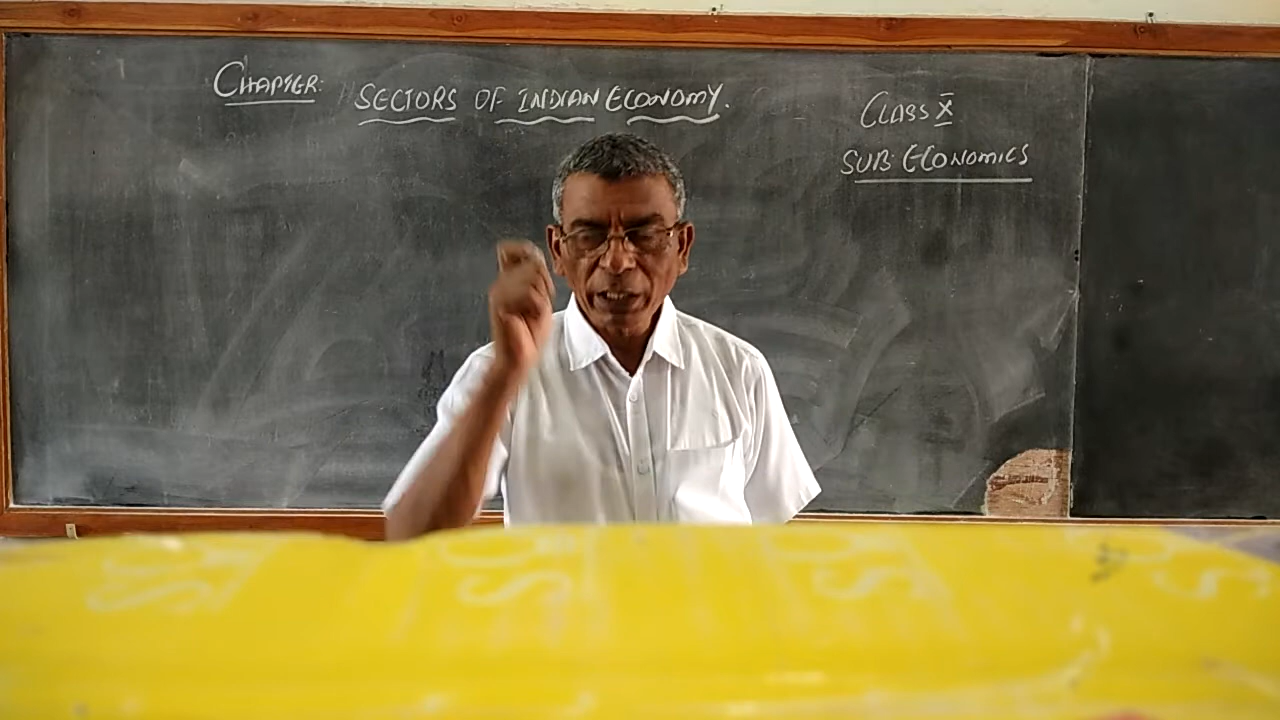 CHAPTER: SECTORS OF INDIAN ECONOMY.
CLASS X
SUB: ECONOMICS